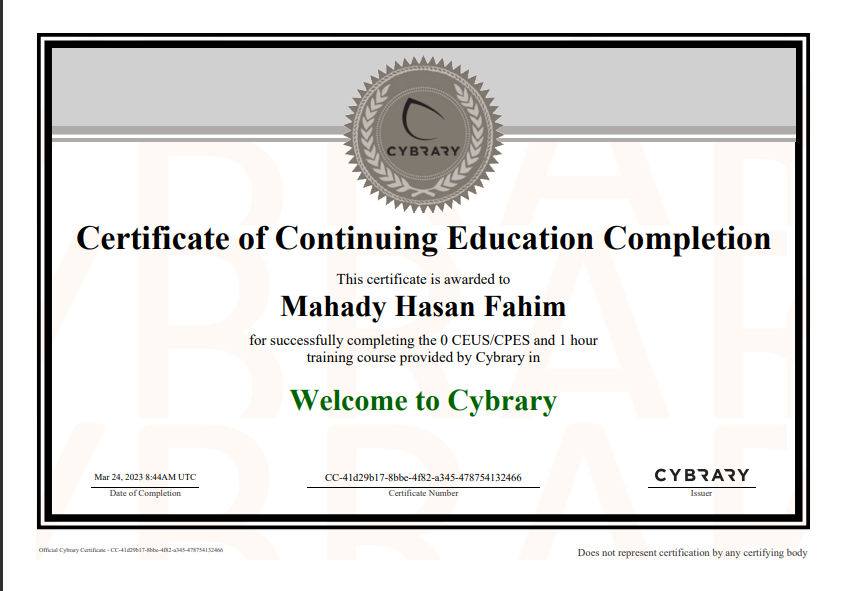 CYBRARY
Certificate of Continuing Education Completion
This certificate is awarded to
Mahady Hasan Fahim
for successfully completing the 0 CEUS/CPES and 1 hour
training course provided by Cybrary in
Welcome to Cybrary
Mar 24, 2023 8:44AM UTC
Date of Completion
CC-41d29b17-8bbe-4f82-a345-478754132466
Certificate Number
CYBRARY
Issuer
Official Cybrary Certificate - CC-41d29b17-8bbe-4f82-a345-478754132466
Does not represent certification by any certifying body